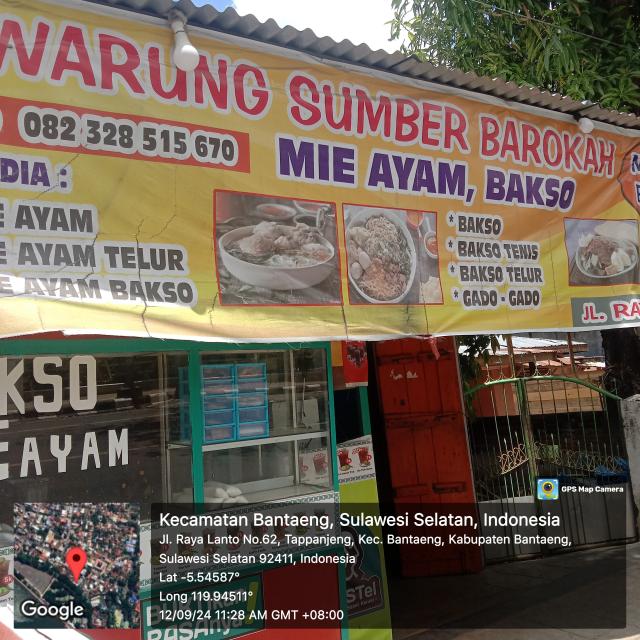 WARUNG SUMBER BAROKAH
082 328 515 670
MIE AYAM, BAKSO
DIA :
E AYAM
E AYAM TELUR
E AYAM BAKSO
* BAKSO
* BAKSO TENIS
* BAKSO TELUR
* GADO - GADO
JL. RA
KSO
E AYAM
GPS Map Camera
Kecamatan Bantaeng, Sulawesi Selatan, Indonesia
Jl. Raya Lanto No.62, Tappanjeng, Kec. Bantaeng, Kabupaten Bantaeng,
Sulawesi Selatan 92411, Indonesia
Lat -5.54587°
Long 119.94511°
12/09/24 11:28 AM GMT +08:00
Google